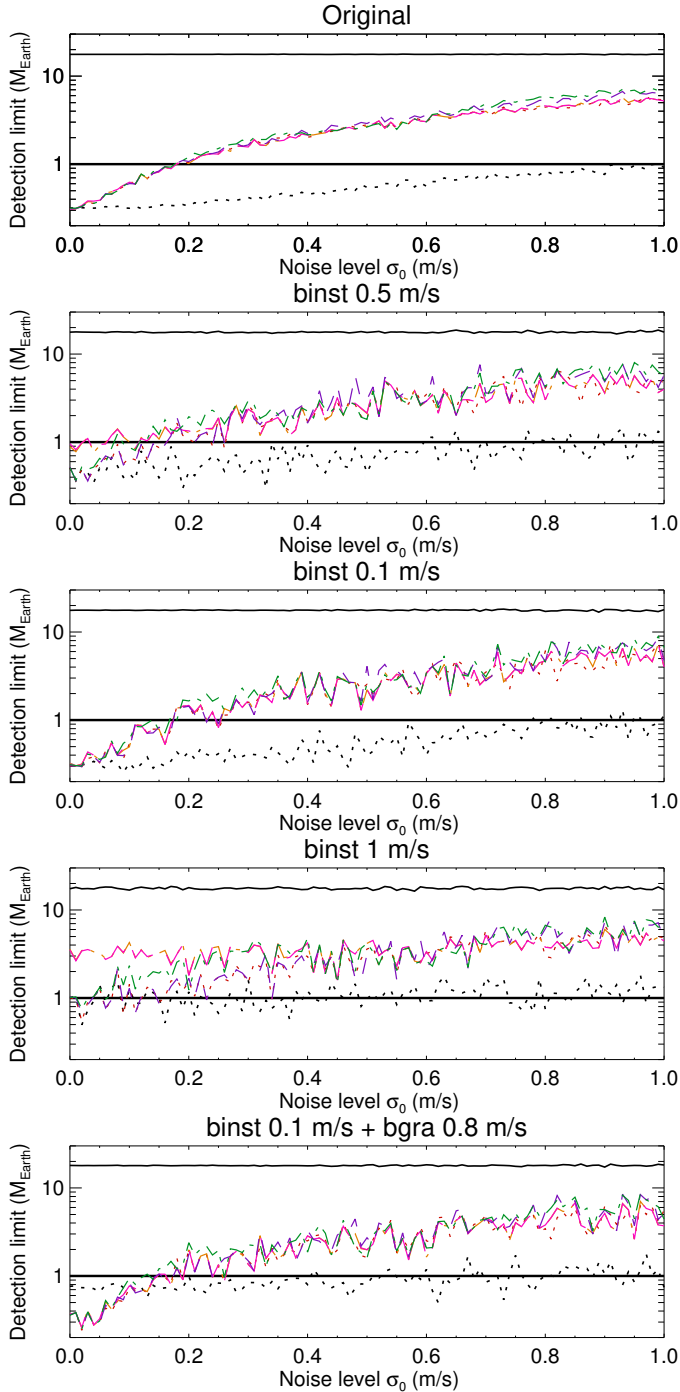 Original
Detection limit (M_Earth)
10
1
0.0 0.2 0.4 0.6 0.8 1.0
Noise level σ₀ (m/s)
binst 0.5 m/s
Detection limit (M_Earth)
10
1
0.0 0.2 0.4 0.6 0.8 1.0
Noise level σ₀ (m/s)
binst 0.1 m/s
Detection limit (M_Earth)
10
1
0.0 0.2 0.4 0.6 0.8 1.0
Noise level σ₀ (m/s)
binst 1 m/s
Detection limit (M_Earth)
10
1
0.0 0.2 0.4 0.6 0.8 1.0
Noise level σ₀ (m/s)
binst 0.1 m/s + bgra 0.8 m/s
Detection limit (M_Earth)
10
1
0.0 0.2 0.4 0.6 0.8 1.0
Noise level σ₀ (m/s)